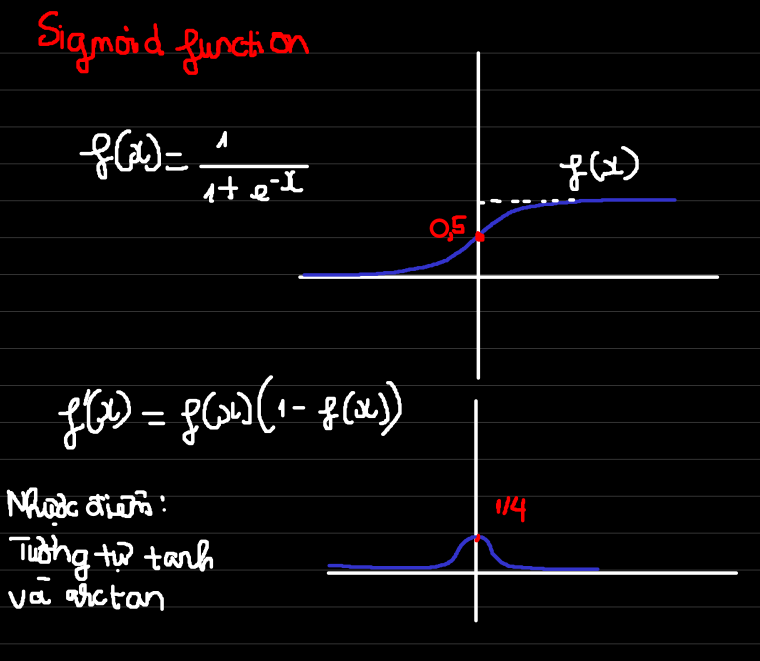 Sigmoid function
f(x) = 1 / (1 + e^-x)
f(x)
0,5
f'(x) = f(x)(1 - f(x))
1/4
Nhược điểm:
Tương tự tanh
và arctan